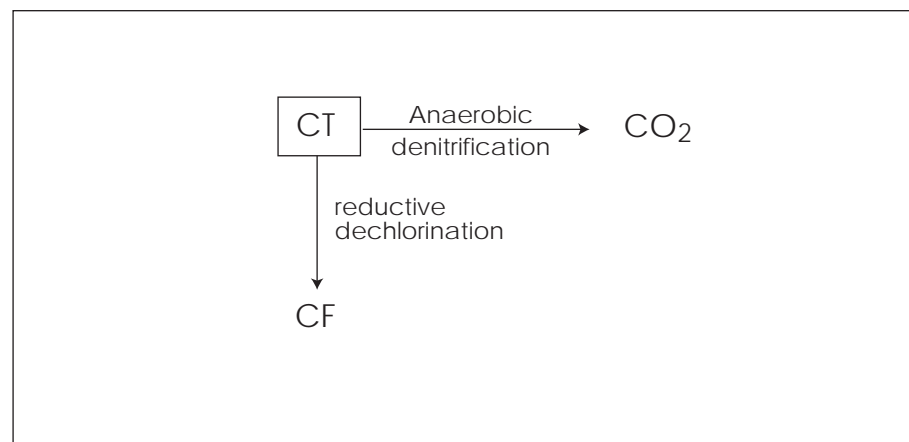 CT
Anaerobic
denitrification
CO₂
reductive
dechlorination
CF